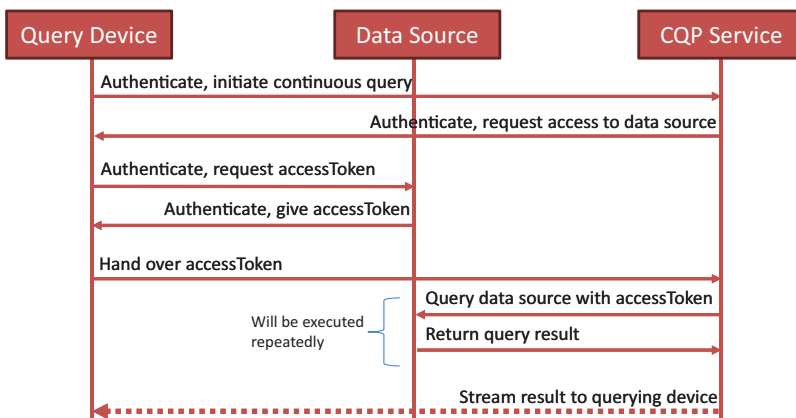 Query Device
Data Source
CQP Service
Authenticate, initiate continuous query
Authenticate, request access to data source
Authenticate, request accessToken
Authenticate, give accessToken
Hand over accessToken
Query data source with accessToken
Will be executed
repeatedly
Return query result
Stream result to querying device